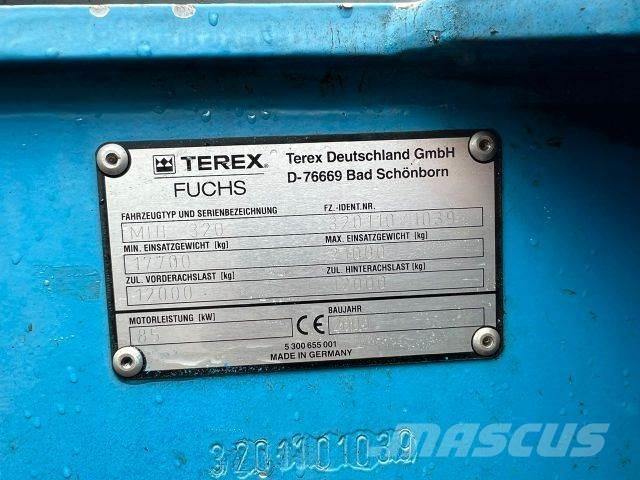 TEREX® Terex Deutschland GmbH
FUCHS D-76669 Bad Schönborn
FAHRZEUGTYP UND SERIENBEZEICHNUNG FZ.-IDENT.NR.
MHL 320 320110/1039
MIN. EINSATZGEWICHT [kg] MAX. EINSATZGEWICHT [kg]
17700
ZUL. VORDERACHSLAST [kg] ZUL. HINTERACHSLAST [kg]
12000
MOTORLEISTUNG [kW] CE BAUJAHR
85
5 300 655 001
MADE IN GERMANY
3201101039
MASCUS